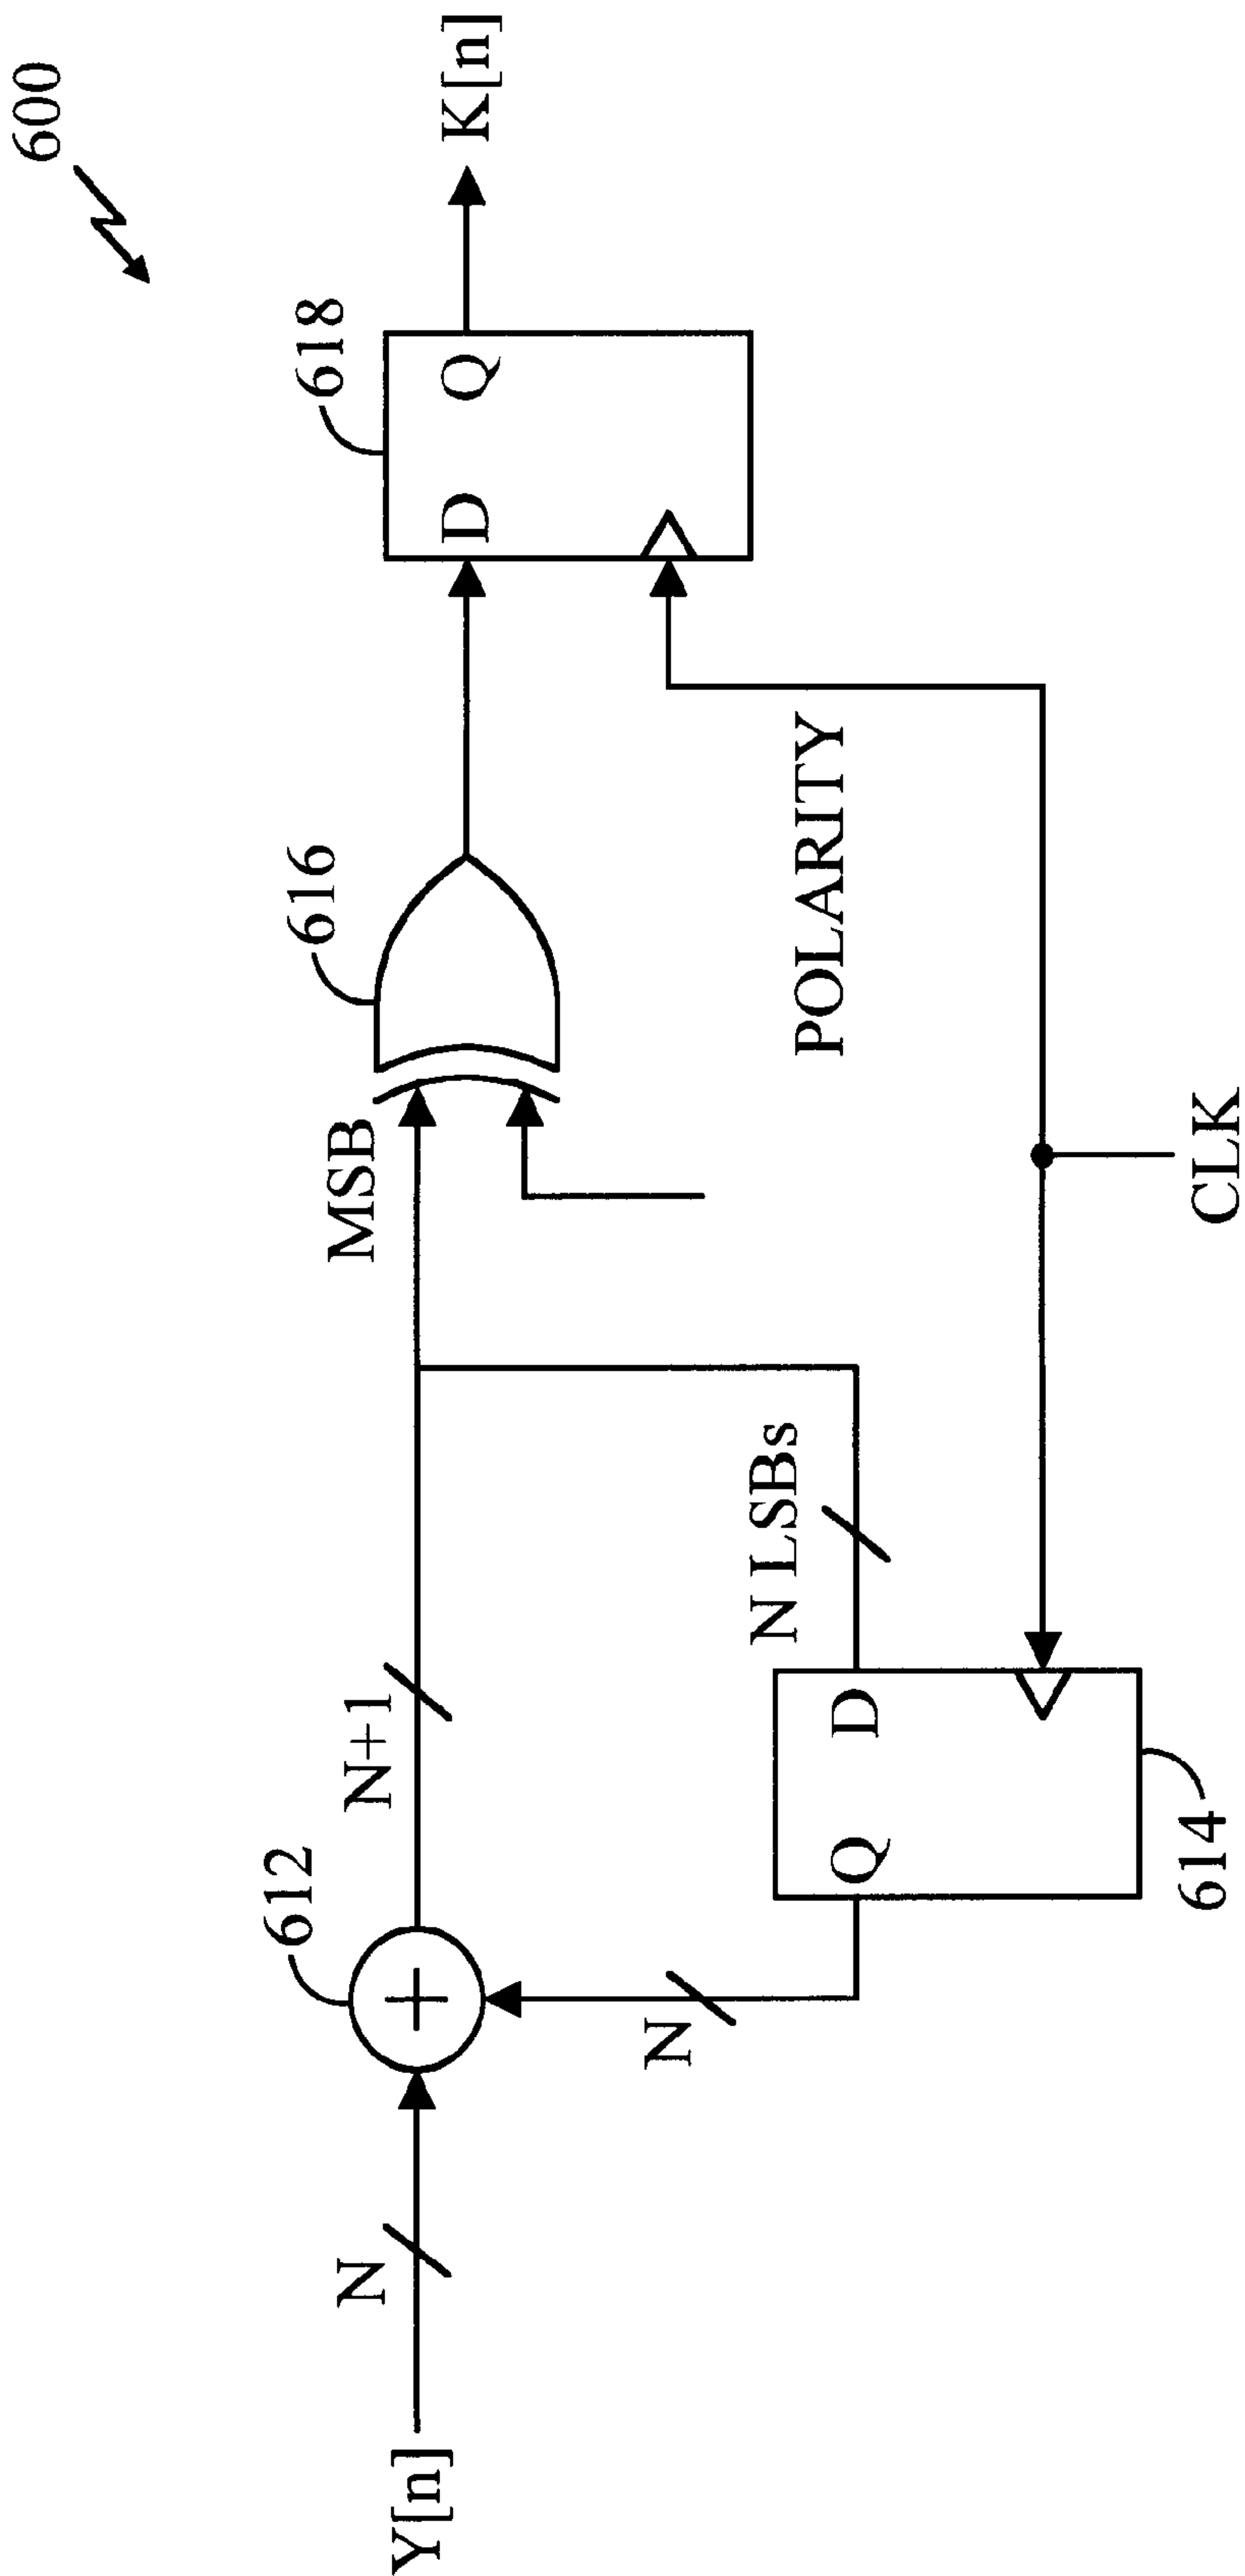 600
612
616
618
Y[n]
N
N+1
MSB
D Q
K[n]
N
N LSBs
Q D
POLARITY
614
CLK